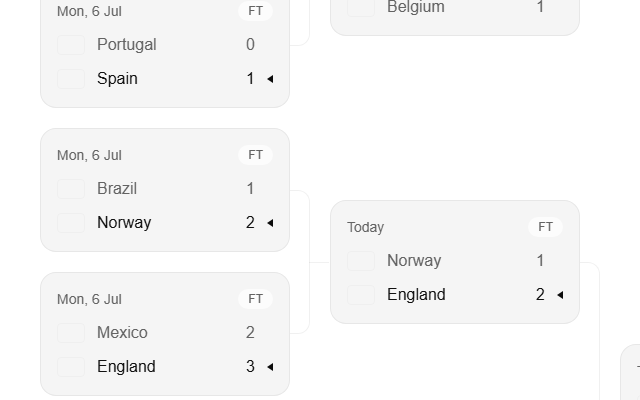 Belgium 1
Mon, 6 Jul FT
Portugal 0
Spain 1
Mon, 6 Jul FT
Brazil 1
Norway 2
Mon, 6 Jul FT
Mexico 2
England 3
Today FT
Norway 1
England 2